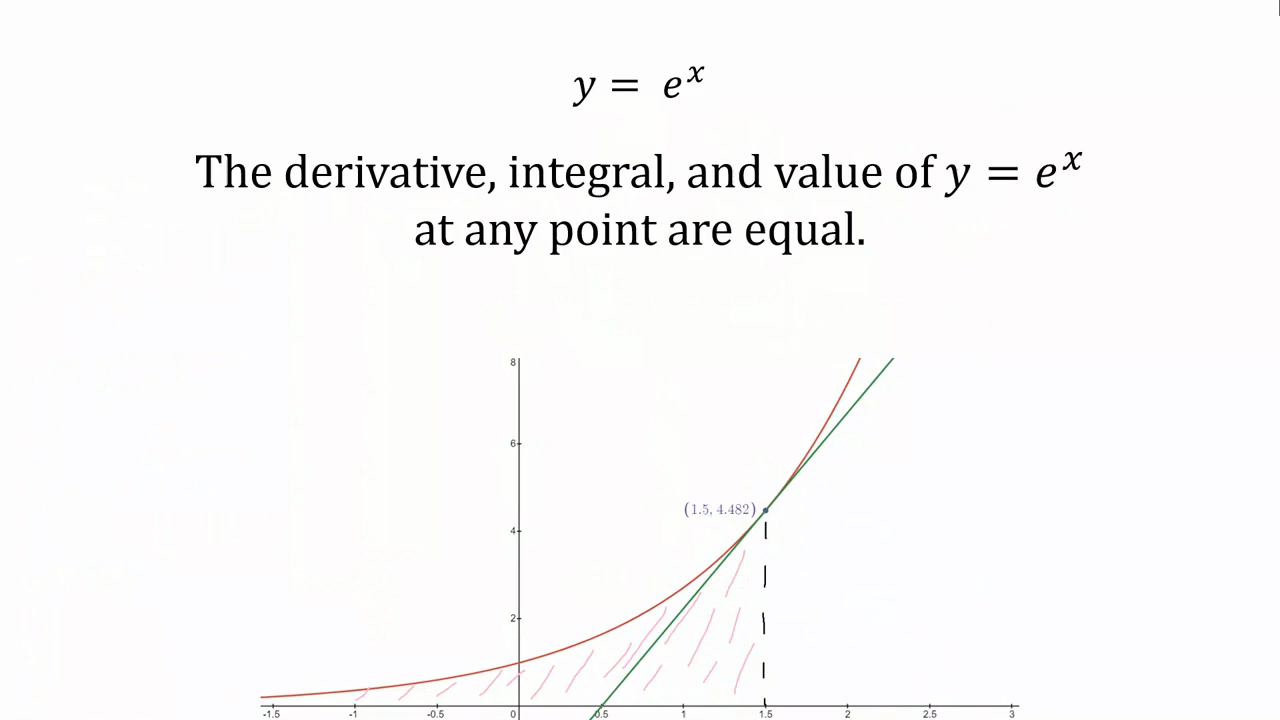 y = e^x
The derivative, integral, and value of y = e^x
at any point are equal.
8
6
(1.5, 4.482)
4
2
-1.5 -1 -0.5 0 0.5 1 1.5 2 2.5 3